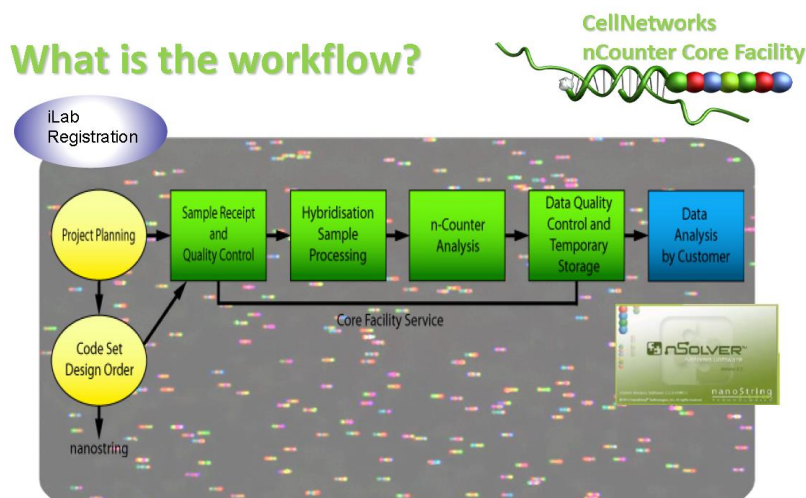 CellNetworks
nCounter Core Facility
What is the workflow?
iLab
Registration
Project Planning
Sample Receipt
and
Quality Control
Hybridisation
Sample
Processing
n-Counter
Analysis
Data Quality
Control and
Temporary
Storage
Data
Analysis
by Customer
Core Facility Service
Code Set
Design Order
nSOLVER
nanoString
nanostring